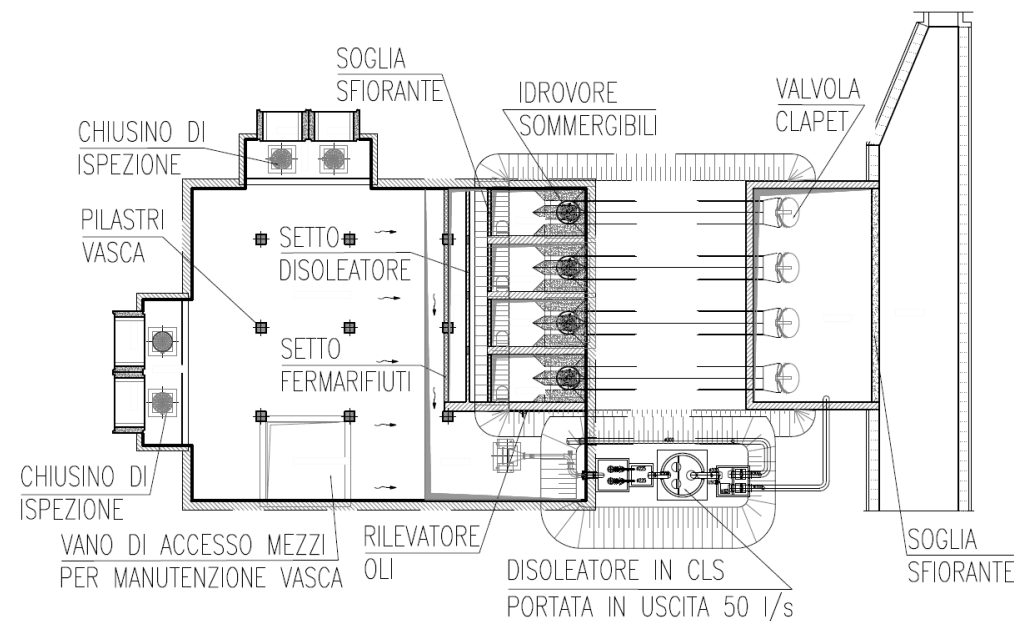 SOGLIA
SFIORANTE
IDROVORE
SOMMERGIBILI
VALVOLA
CLAPET
CHIUSINO DI
ISPEZIONE
PILASTRI
VASCA
SETTO
DISOLEATORE
SETTO
FERMARIFIUTI
CHIUSINO DI
ISPEZIONE
VANO DI ACCESSO MEZZI
PER MANUTENZIONE VASCA
RILEVATORE
OLI
DISOLEATORE IN CLS
PORTATA IN USCITA 50 l/s
SOGLIA
SFIORANTE